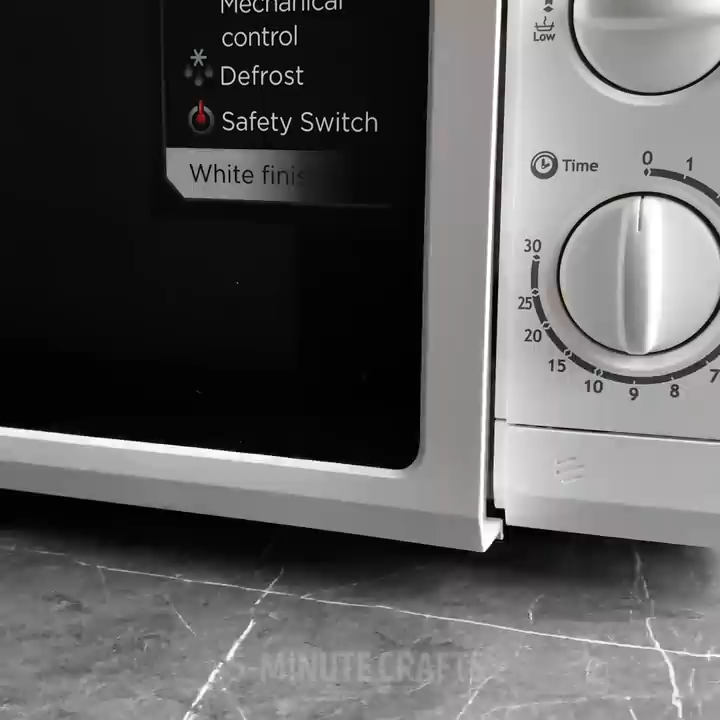 Mechanical
control
Defrost
Safety Switch
White finis
Low
Time
0
1
30
25
20
15
10
9
8
7
5-MINUTE CRAFTS